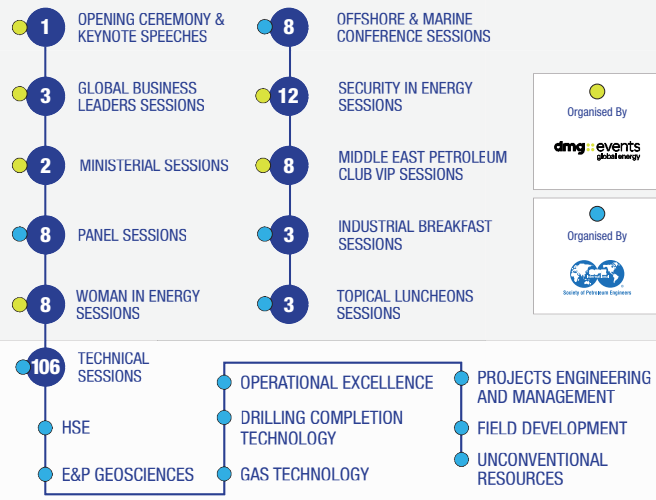 1
OPENING CEREMONY &
KEYNOTE SPEECHES
3
GLOBAL BUSINESS
LEADERS SESSIONS
2
MINISTERIAL SESSIONS
8
PANEL SESSIONS
8
WOMAN IN ENERGY
SESSIONS
106
TECHNICAL
SESSIONS
8
OFFSHORE & MARINE
CONFERENCE SESSIONS
12
SECURITY IN ENERGY
SESSIONS
8
MIDDLE EAST PETROLEUM
CLUB VIP SESSIONS
3
INDUSTRIAL BREAKFAST
SESSIONS
3
TOPICAL LUNCHEONS
SESSIONS
Organised By
dmg::events
global energy
Organised By
Society of Petroleum Engineers
HSE
E&P GEOSCIENCES
OPERATIONAL EXCELLENCE
DRILLING COMPLETION
TECHNOLOGY
GAS TECHNOLOGY
PROJECTS ENGINEERING
AND MANAGEMENT
FIELD DEVELOPMENT
UNCONVENTIONAL
RESOURCES